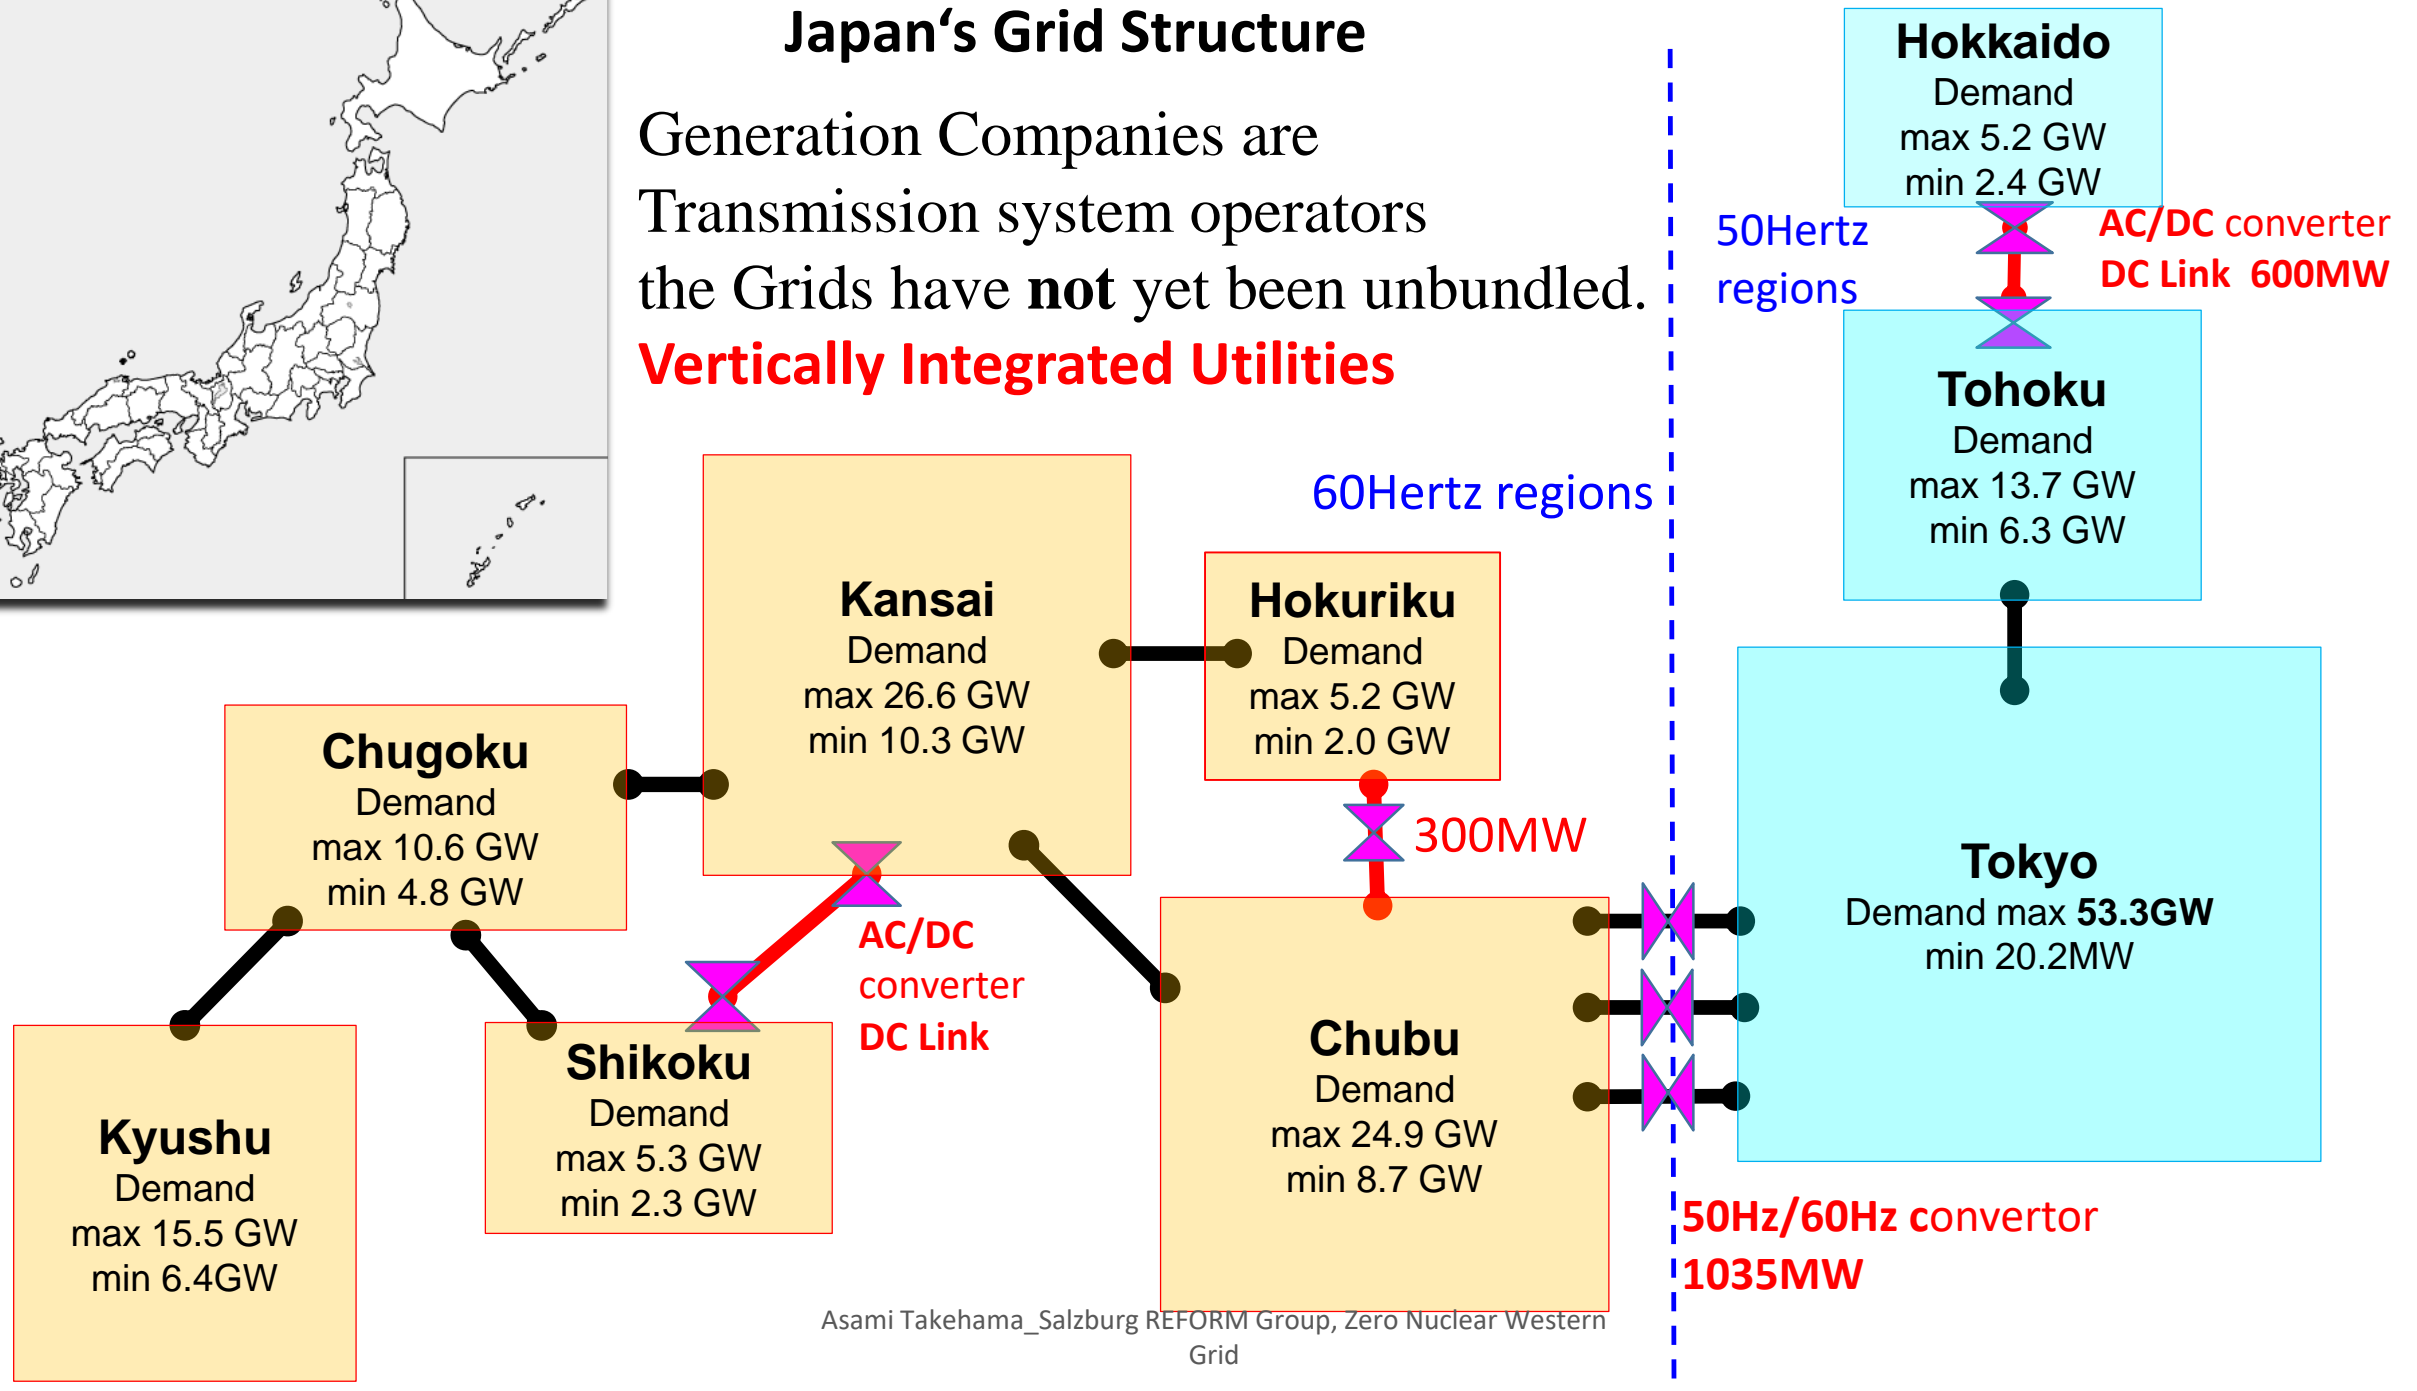 Japan‘s Grid Structure
Generation Companies are
Transmission system operators
the Grids have not yet been unbundled.
Vertically Integrated Utilities
60Hertz regions
50Hertz
regions
Hokkaido
Demand
max 5.2 GW
min 2.4 GW
AC/DC converter
DC Link 600MW
Tohoku
Demand
max 13.7 GW
min 6.3 GW
Kansai
Demand
max 26.6 GW
min 10.3 GW
Hokuriku
Demand
max 5.2 GW
min 2.0 GW
300MW
Chugoku
Demand
max 10.6 GW
min 4.8 GW
AC/DC
converter
DC Link
Tokyo
Demand max 53.3GW
min 20.2MW
Kyushu
Demand
max 15.5 GW
min 6.4GW
Shikoku
Demand
max 5.3 GW
min 2.3 GW
Chubu
Demand
max 24.9 GW
min 8.7 GW
50Hz/60Hz convertor
1035MW
Asami Takehama_Salzburg REFORM Group, Zero Nuclear Western
Grid